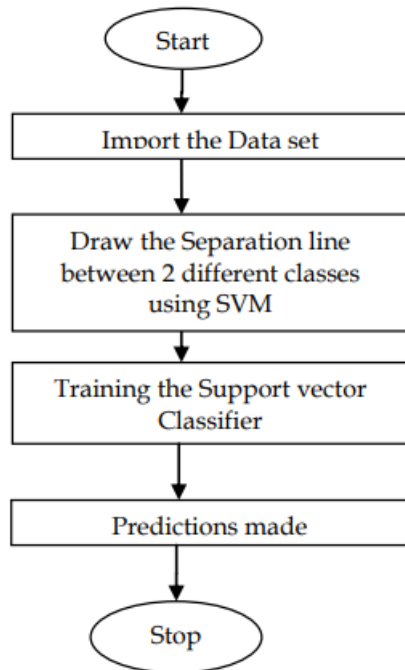 Start
Import the Data set
Draw the Separation line
between 2 different classes
using SVM
Training the Support vector
Classifier
Predictions made
Stop